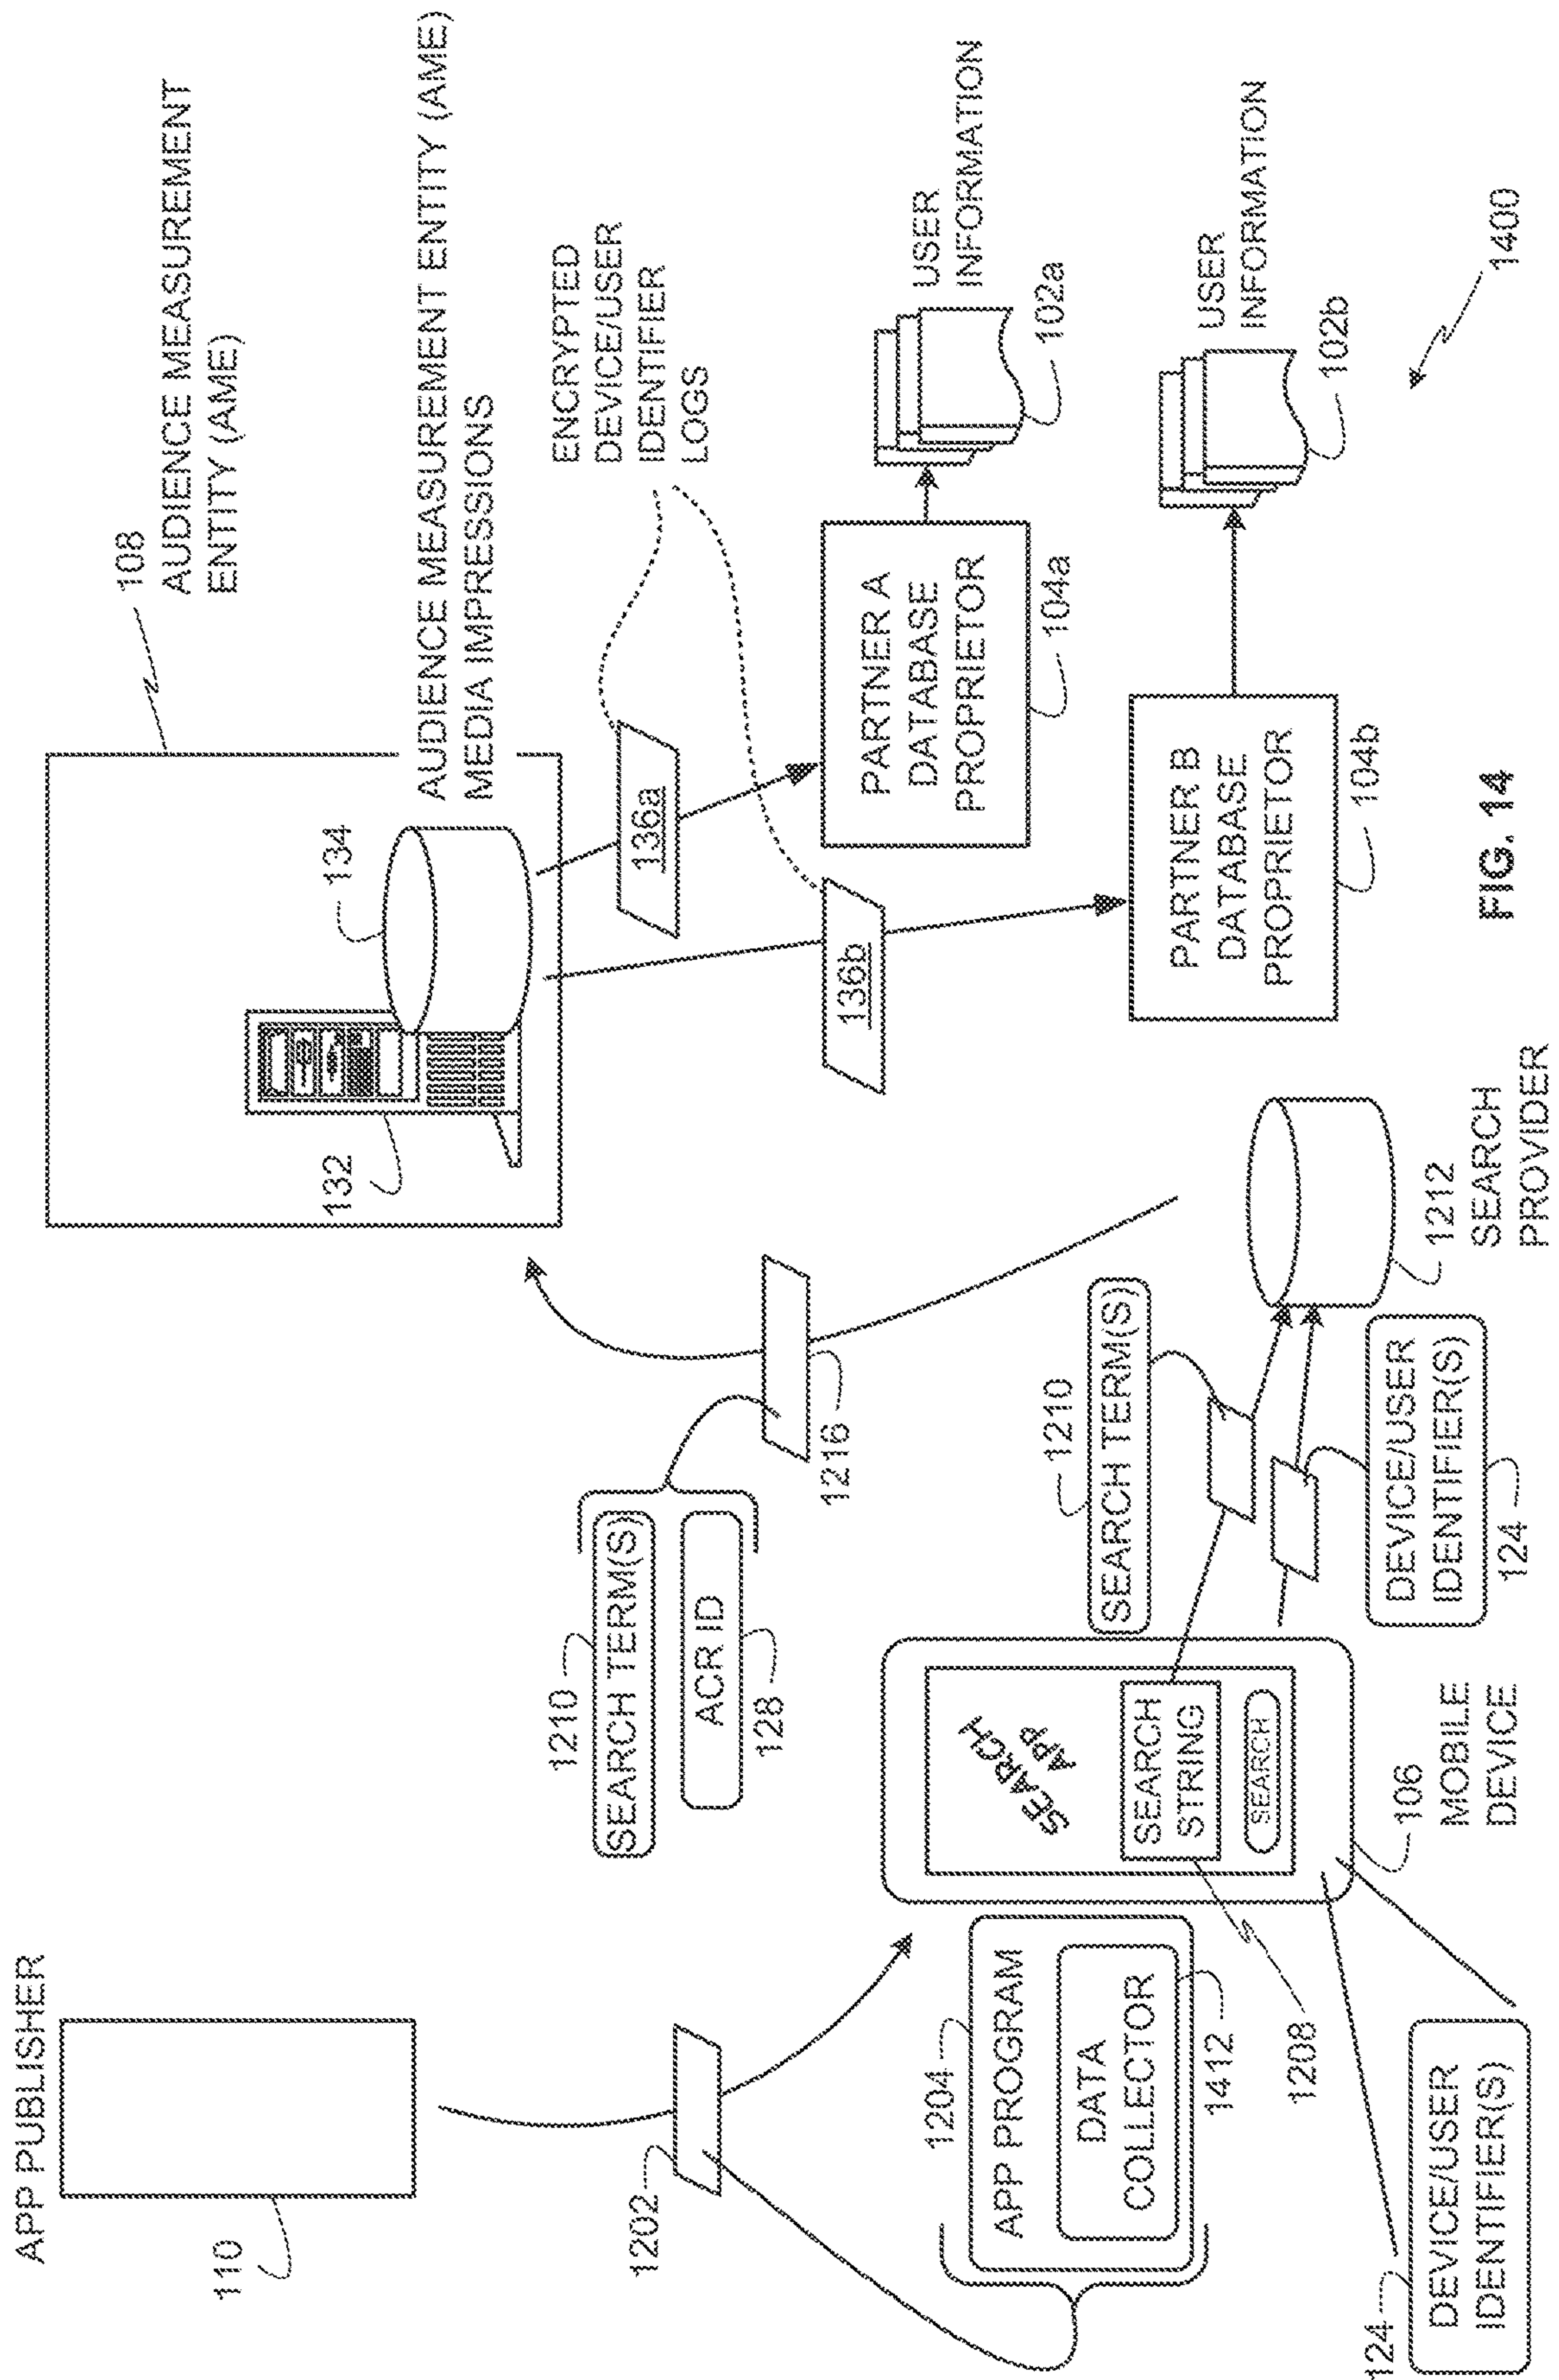 APP PUBLISHER
110
1202
1204
APP PROGRAM
DATA
COLLECTOR
1412
1208
124
DEVICE/USER
IDENTIFIER(S)
SEARCH
APP
SEARCH
STRING
SEARCH
106
MOBILE
DEVICE
1210
SEARCH TERM(S)
ACR ID
128
1216
1210
SEARCH TERM(S)
DEVICE/USER
IDENTIFIER(S)
124
1212
SEARCH
PROVIDER
132
134
108
AUDIENCE MEASUREMENT
ENTITY (AME)
AUDIENCE MEASUREMENT ENTITY (AME)
MEDIA IMPRESSIONS
ENCRYPTED
DEVICE/USER
IDENTIFIER
LOGS
136a
136b
PARTNER A
DATABASE
PROPRIETOR
104a
USER
INFORMATION
102a
PARTNER B
DATABASE
PROPRIETOR
104b
USER
INFORMATION
102b
1400
FIG. 14